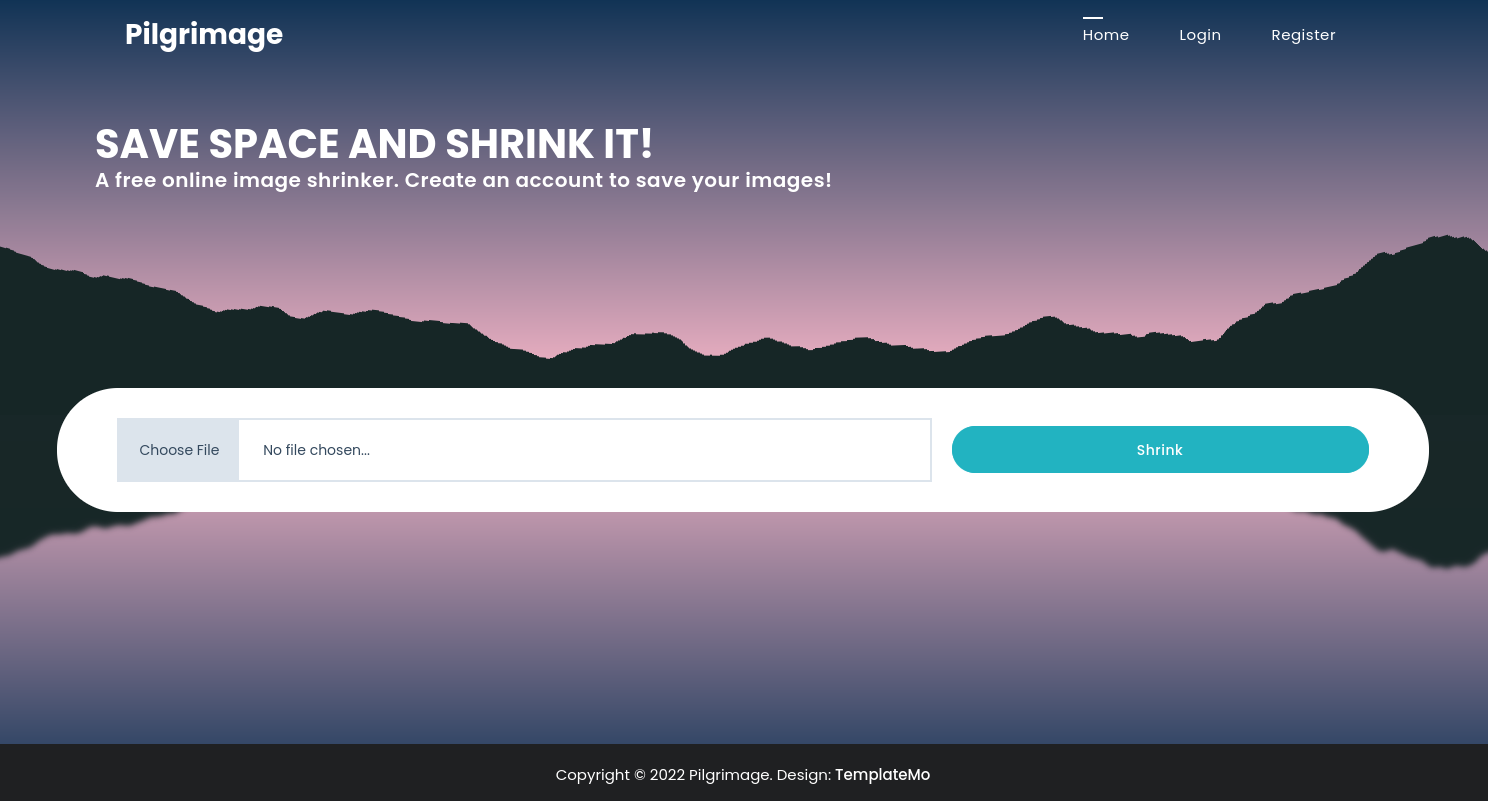 Pilgrimage
Home Login Register
SAVE SPACE AND SHRINK IT!
A free online image shrinker. Create an account to save your images!
Choose File No file chosen... Shrink
Copyright © 2022 Pilgrimage. Design: TemplateMo